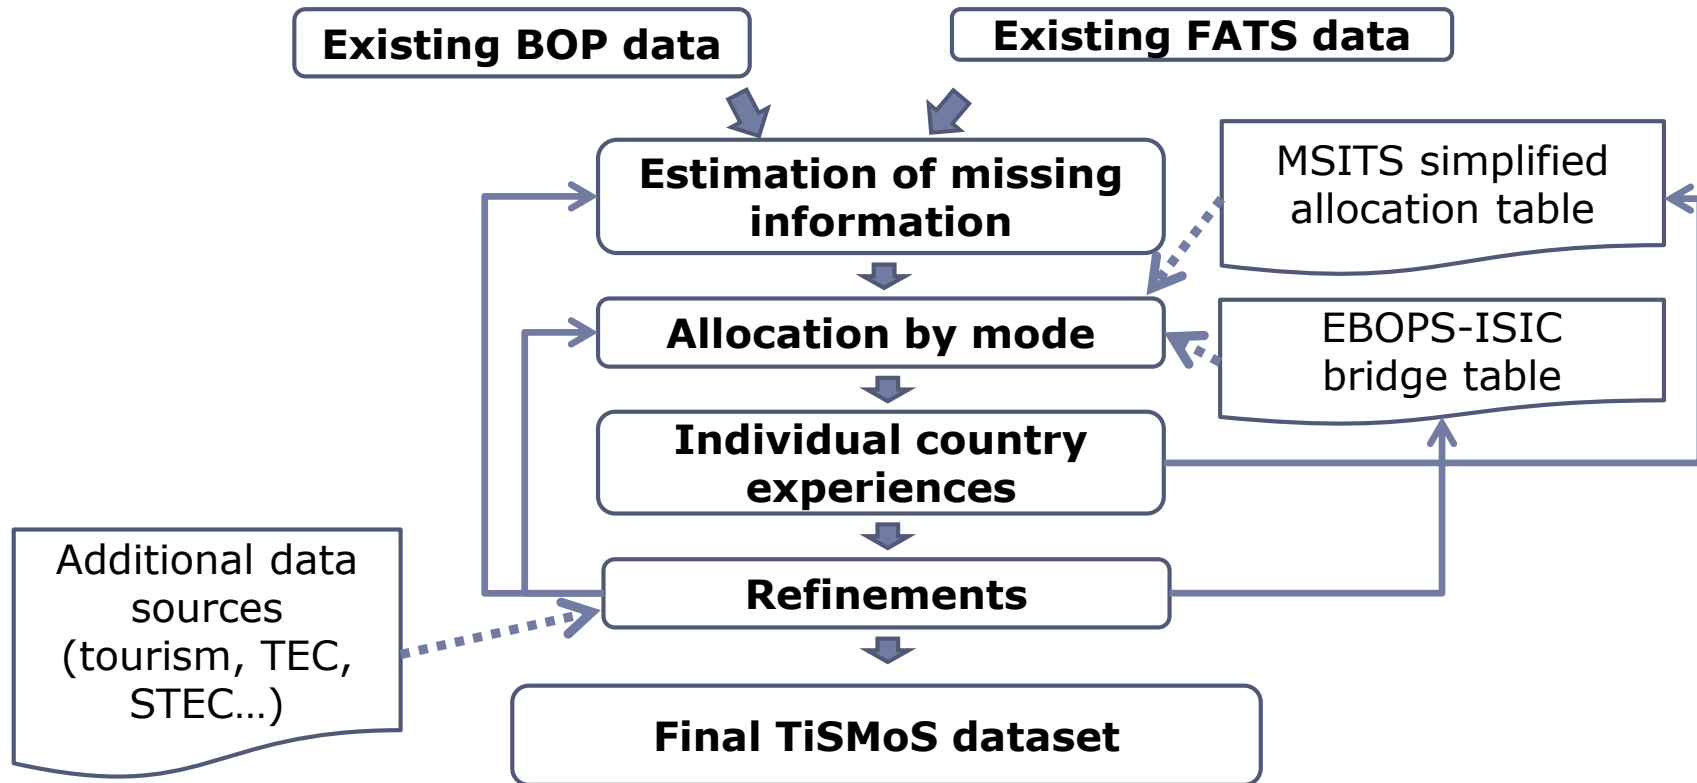 Existing BOP data
Existing FATS data
Estimation of missing
information
MSITS simplified
allocation table
Allocation by mode
EBOPS-ISIC
bridge table
Individual country
experiences
Additional data
sources
(tourism, TEC,
STEC…)
Refinements
Final TiSMoS dataset